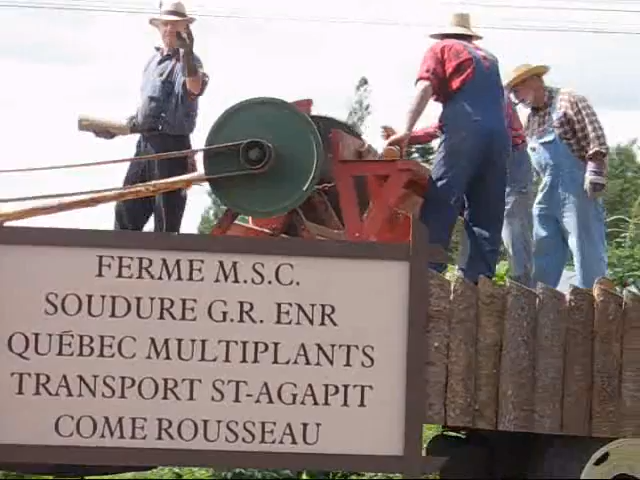 FERME M.S.C.
SOUDURE G.R. ENR
QUÉBEC MULTIPLANTS
TRANSPORT ST-AGAPIT
COME ROUSSEAU